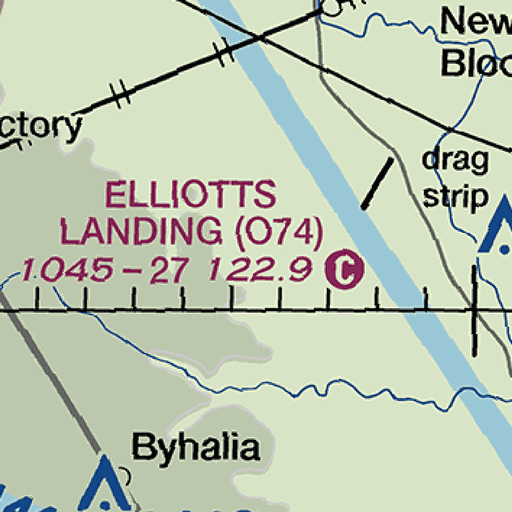 New
Bloo
ctory
drag
strip
ELLIOTTS
LANDING (O74)
1045 – 27 122.9 C
Byhalia